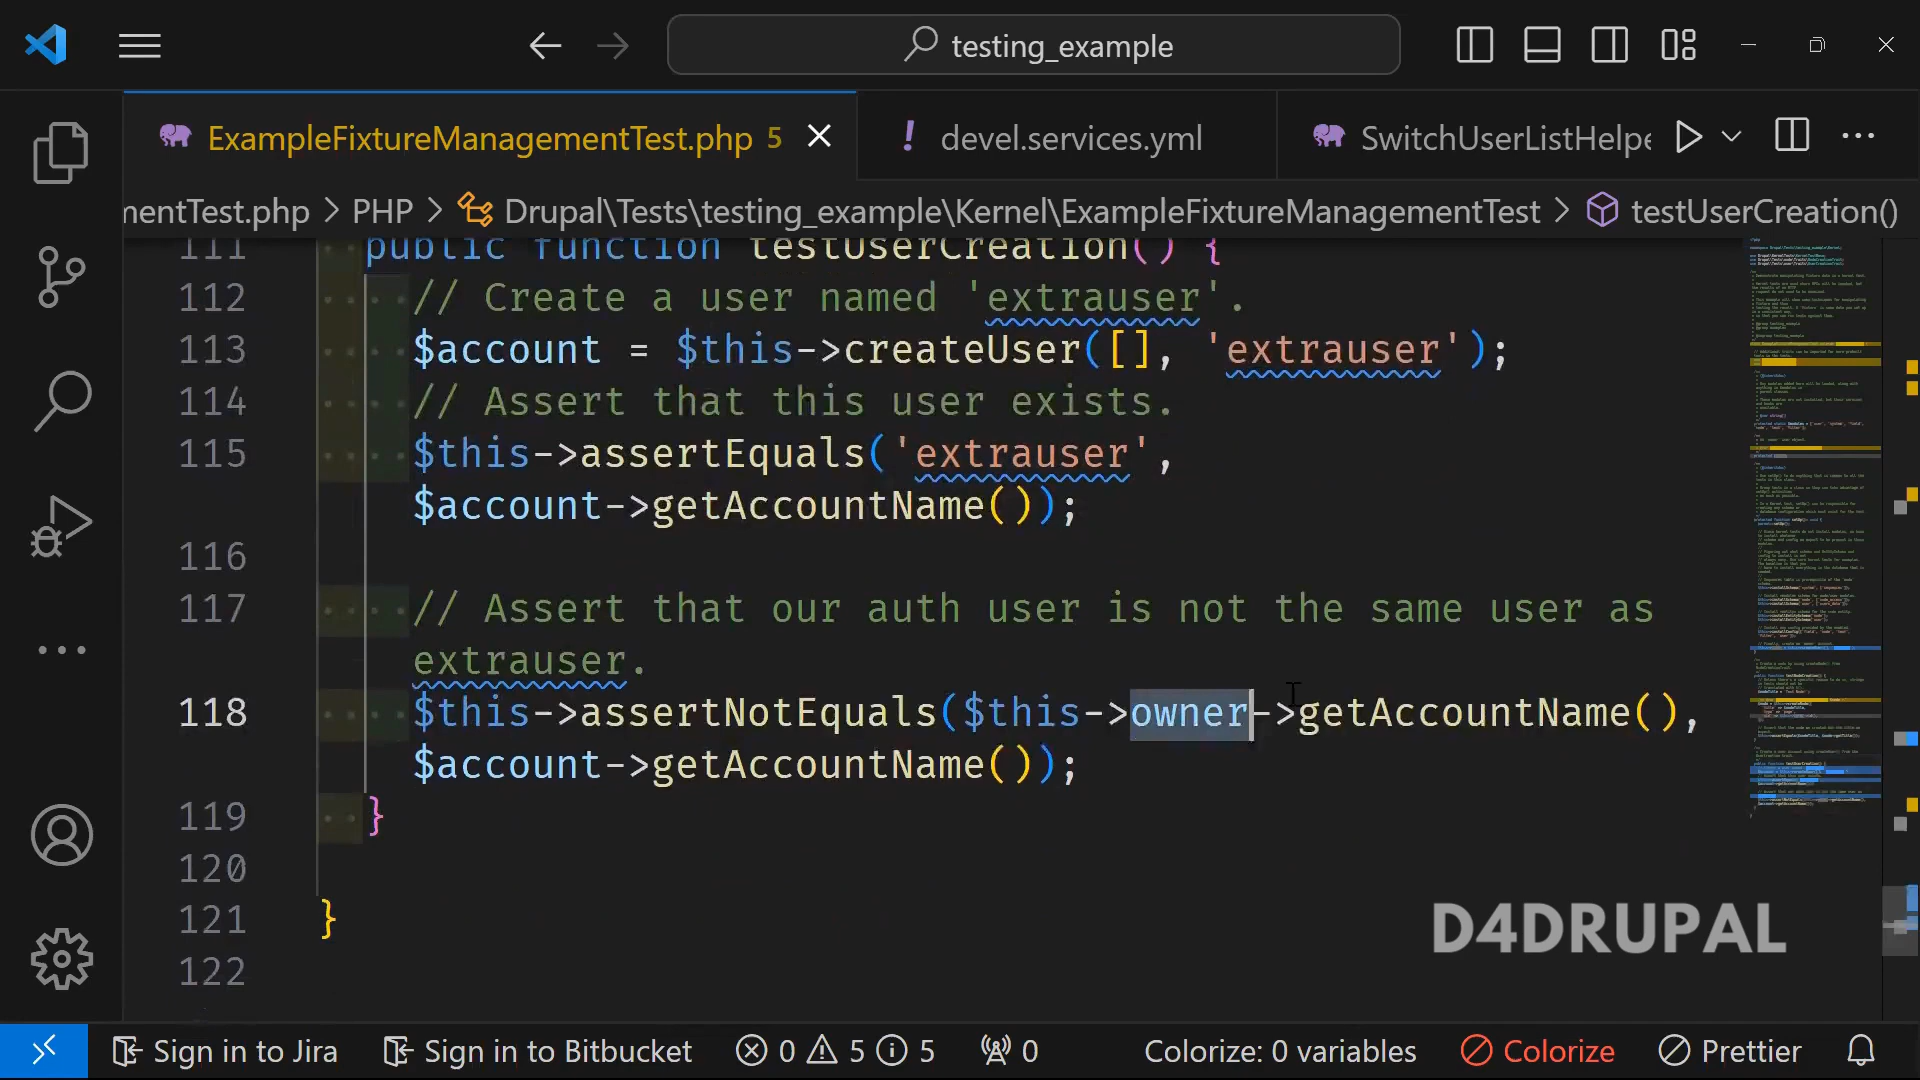 testing_example
ExampleFixtureManagementTest.php 5
! devel.services.yml
SwitchUserListHelpe
mentTest.php > PHP > Drupal\Tests\testing_example\Kernel\ExampleFixtureManagementTest > testUserCreation()
111 public function testUserCreation() {
112 // Create a user named 'extrauser'.
113 $account = $this->createUser([], 'extrauser');
114 // Assert that this user exists.
115 $this->assertEquals('extrauser',
$account->getAccountName());
116
117 // Assert that our auth user is not the same user as
extrauser.
118 $this->assertNotEquals($this->owner->getAccountName(),
$account->getAccountName());
119 }
120
121 }
122
D4DRUPAL
Sign in to Jira Sign in to Bitbucket 0 5 5 0 Colorize: 0 variables Colorize Prettier